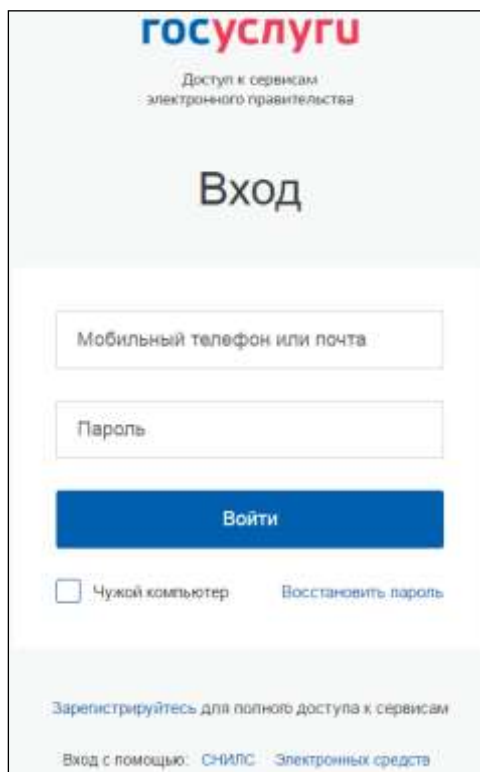 госуслуги
Доступ к сервисам
электронного правительства
Вход
Мобильный телефон или почта
Пароль
Войти
Чужой компьютер Восстановить пароль
Зарегистрируйтесь для полного доступа к сервисам
Вход с помощью: СНИЛС Электронных средств